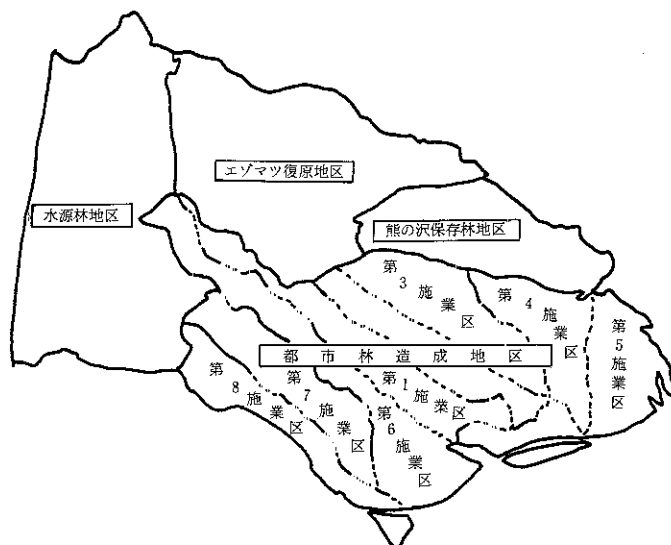 エゾマツ復原地区
水源林地区
熊の沢保存林地区
第3施業区
第4施業区
第5施業区
都市林造成地区
第8施業区
第7施業区
第1施業区
第6施業区